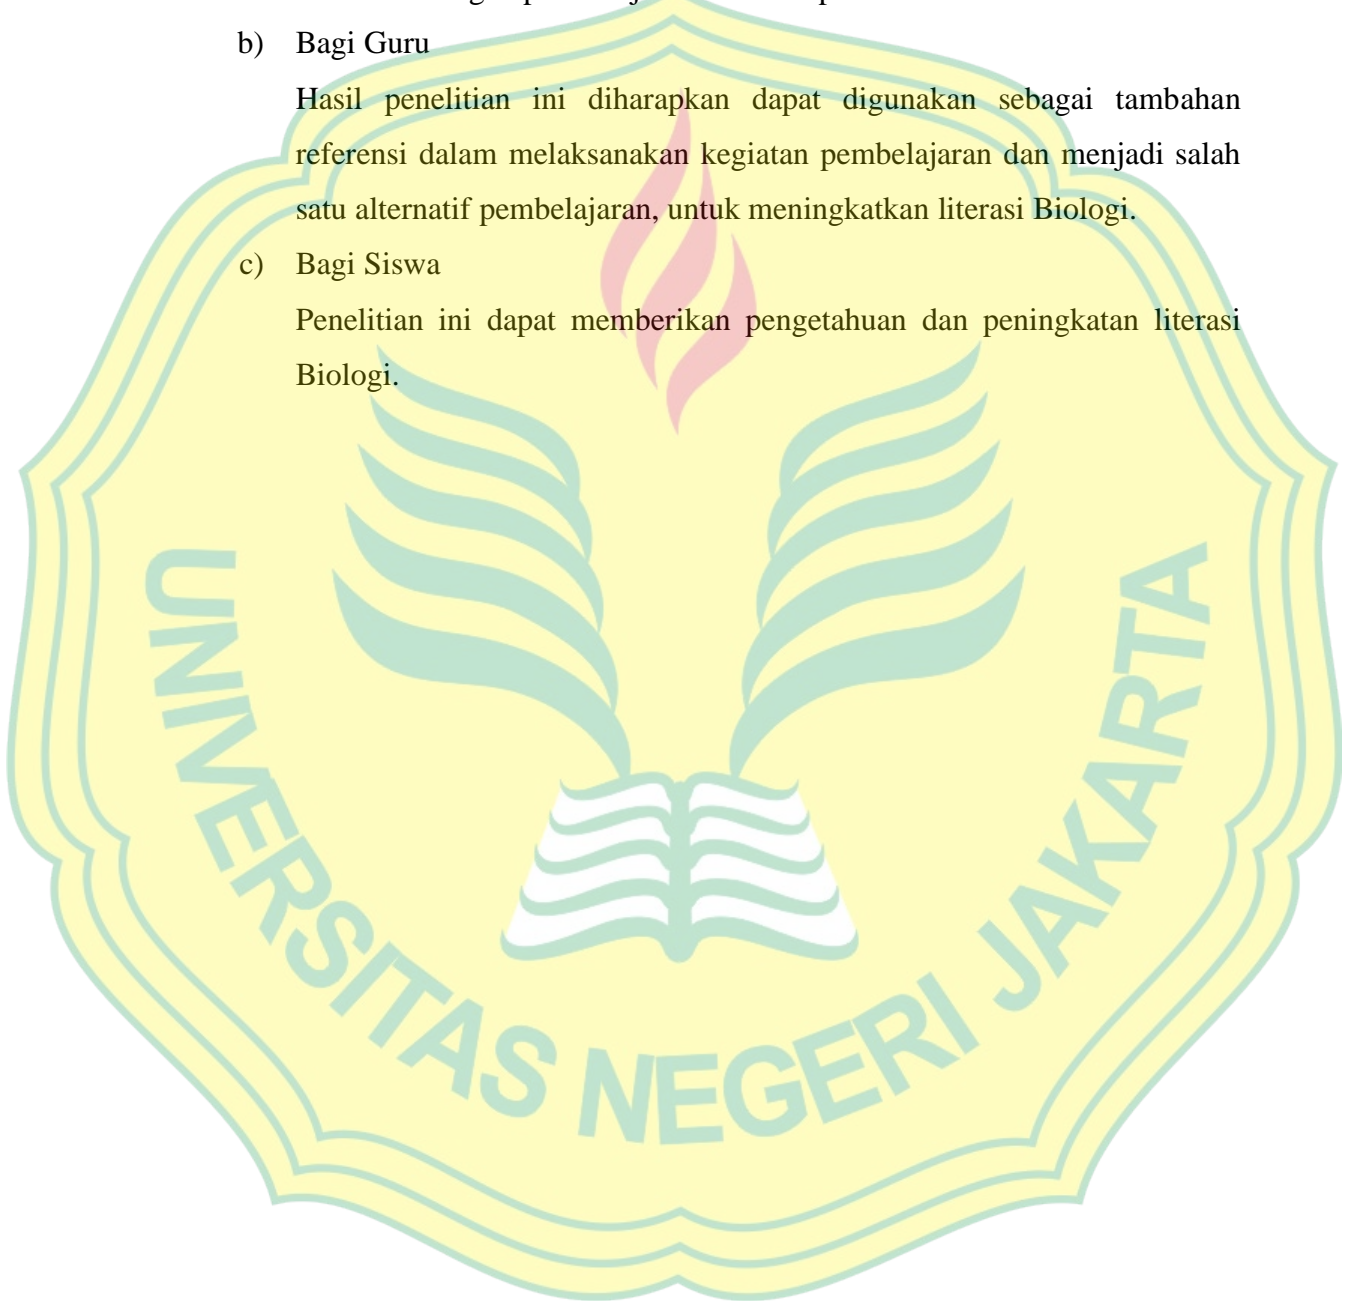 b) Bagi Guru
Hasil penelitian ini diharapkan dapat digunakan sebagai tambahan
referensi dalam melaksanakan kegiatan pembelajaran dan menjadi salah
satu alternatif pembelajaran, untuk meningkatkan literasi Biologi.
c) Bagi Siswa
Penelitian ini dapat memberikan pengetahuan dan peningkatan literasi
Biologi.
UNIVERSITAS NEGERI JAKARTA